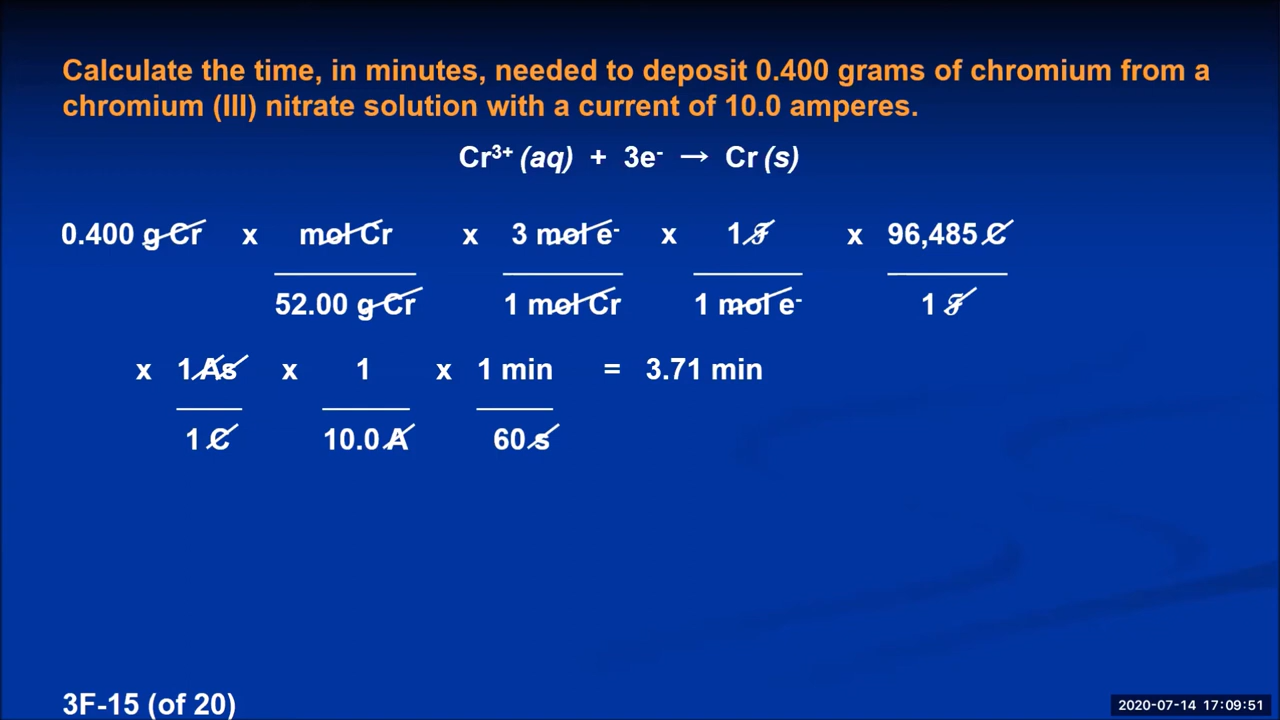 Calculate the time, in minutes, needed to deposit 0.400 grams of chromium from a
chromium (III) nitrate solution with a current of 10.0 amperes.
Cr³⁺ (aq) + 3e⁻ → Cr (s)
0.400 g Cr x mol Cr x 3 mol e⁻ x 1 ℱ x 96,485 C
52.00 g Cr 1 mol Cr 1 mol e⁻ 1 ℱ
x 1 As x 1 x 1 min = 3.71 min
1 C 10.0 A 60 s
3F-15 (of 20)
2020-07-14 17:09:51